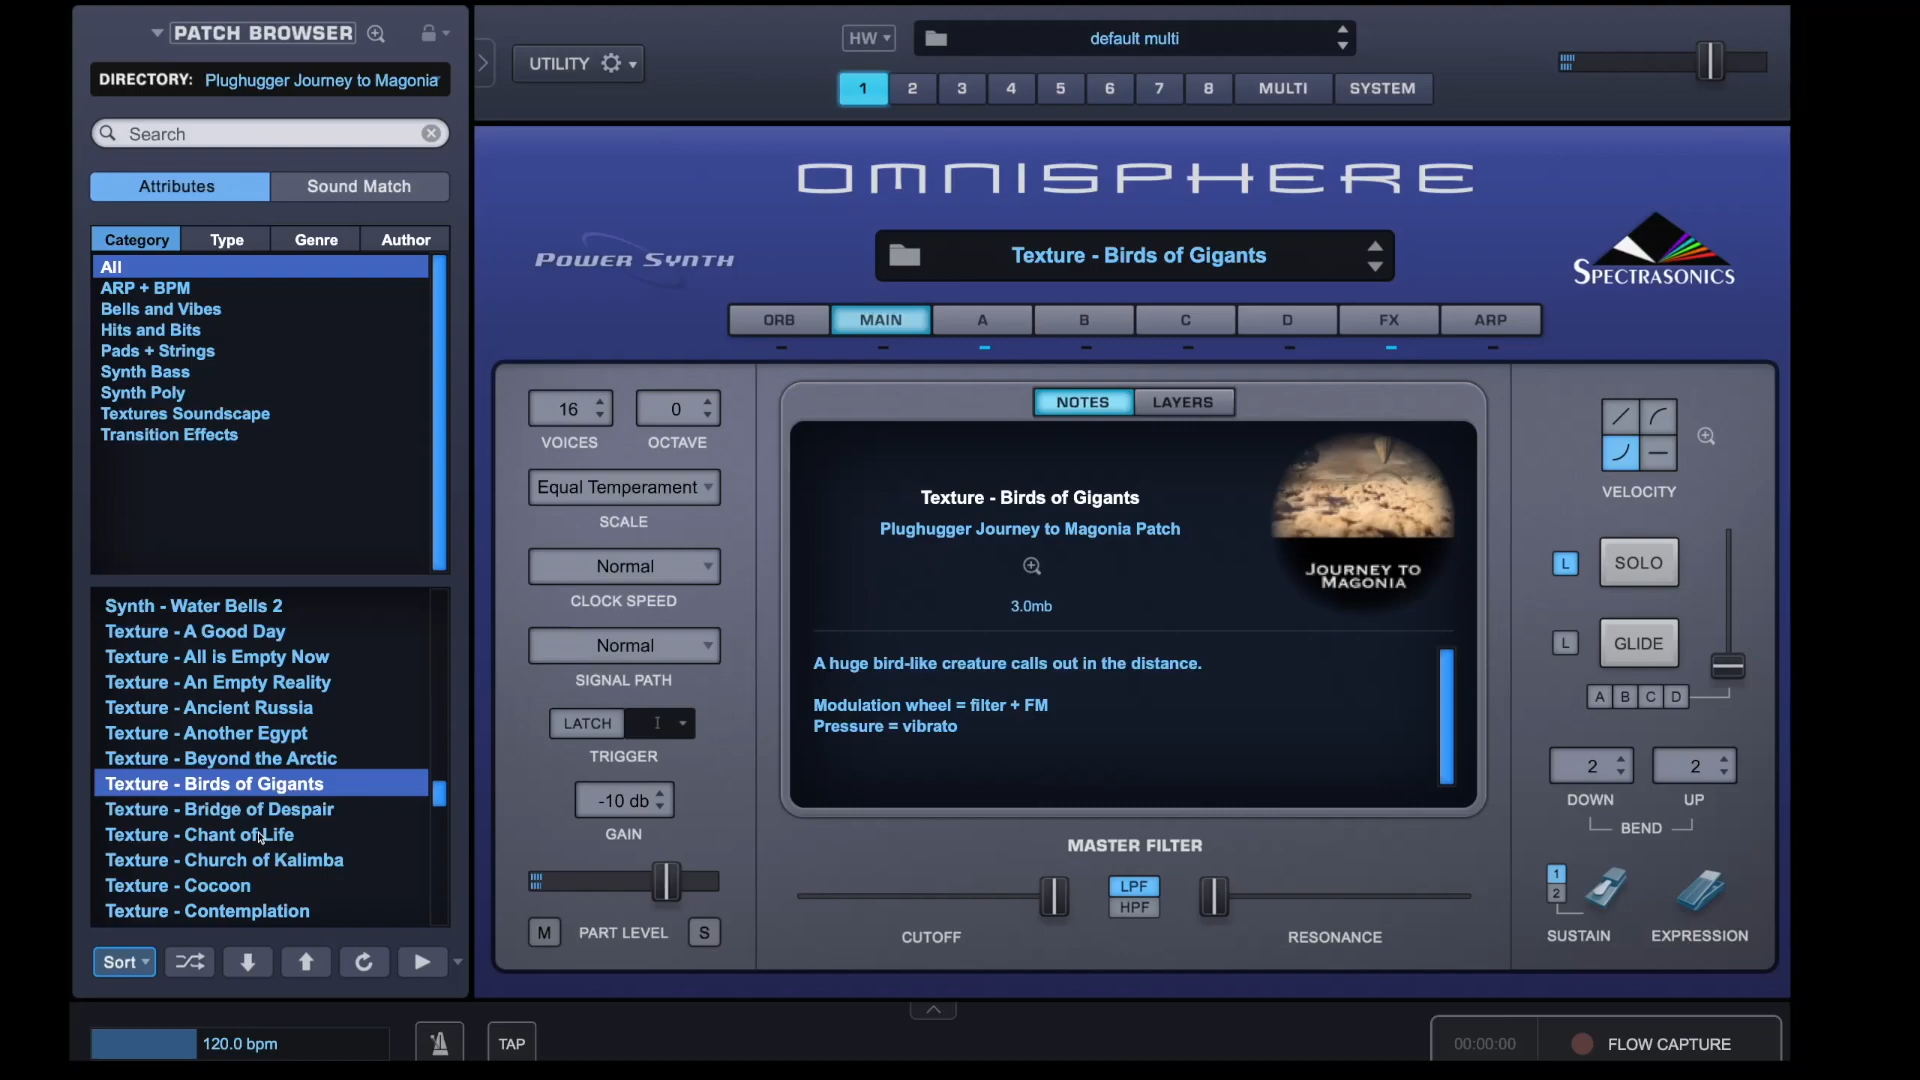 PATCH BROWSER
DIRECTORY: Plughugger Journey to Magonia
Search
Attributes
Sound Match
Category
Type
Genre
Author
All
ARP + BPM
Bells and Vibes
Hits and Bits
Pads + Strings
Synth Bass
Synth Poly
Textures Soundscape
Transition Effects
Synth - Water Bells 2
Texture - A Good Day
Texture - All is Empty Now
Texture - An Empty Reality
Texture - Ancient Russia
Texture - Another Egypt
Texture - Beyond the Arctic
Texture - Birds of Gigants
Texture - Bridge of Despair
Texture - Chant of Life
Texture - Church of Kalimba
Texture - Cocoon
Texture - Contemplation
Sort
120.0 bpm
TAP
UTILITY
HW
default multi
1
2
3
4
5
6
7
8
MULTI
SYSTEM
OMNISPHERE
POWER SYNTH
Texture - Birds of Gigants
SPECTRASONICS
ORB
MAIN
A
B
C
D
FX
ARP
16
VOICES
0
OCTAVE
Equal Temperament
SCALE
Normal
CLOCK SPEED
Normal
SIGNAL PATH
LATCH
TRIGGER
-10 db
GAIN
M
PART LEVEL
S
NOTES
LAYERS
Texture - Birds of Gigants
Plughugger Journey to Magonia Patch
3.0mb
JOURNEY TO
MAGONIA
A huge bird-like creature calls out in the distance.
Modulation wheel = filter + FM
Pressure = vibrato
MASTER FILTER
LPF
HPF
CUTOFF
RESONANCE
VELOCITY
L
SOLO
L
GLIDE
A B C D
2
DOWN
2
UP
BEND
1
2
SUSTAIN
EXPRESSION
00:00:00
FLOW CAPTURE